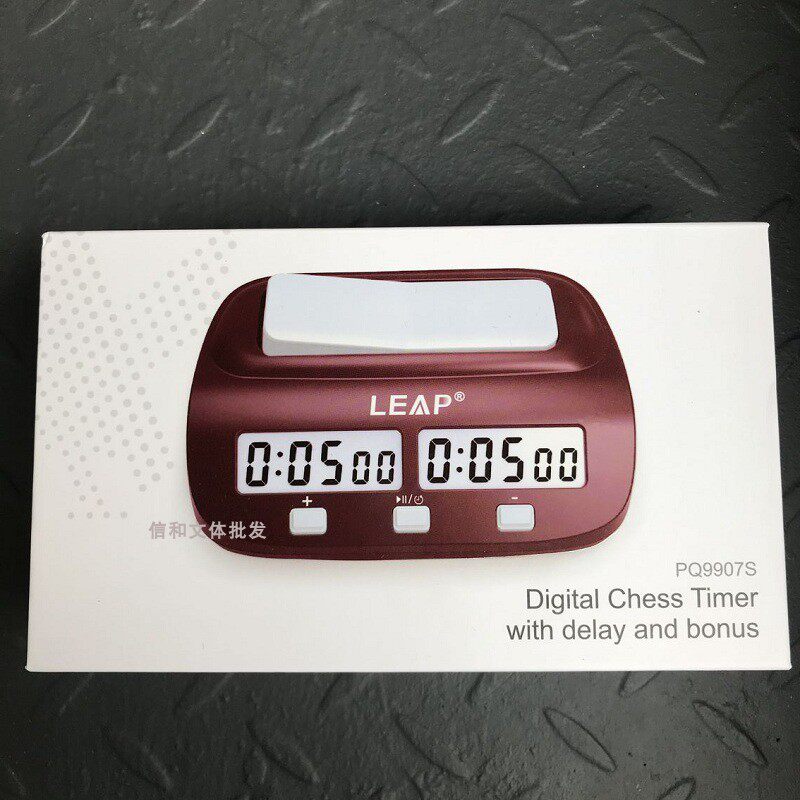 LEAP®
0:0500 0:0500
+ ▶II/⏻ -
信和文体批发
PQ9907S
Digital Chess Timer
with delay and bonus